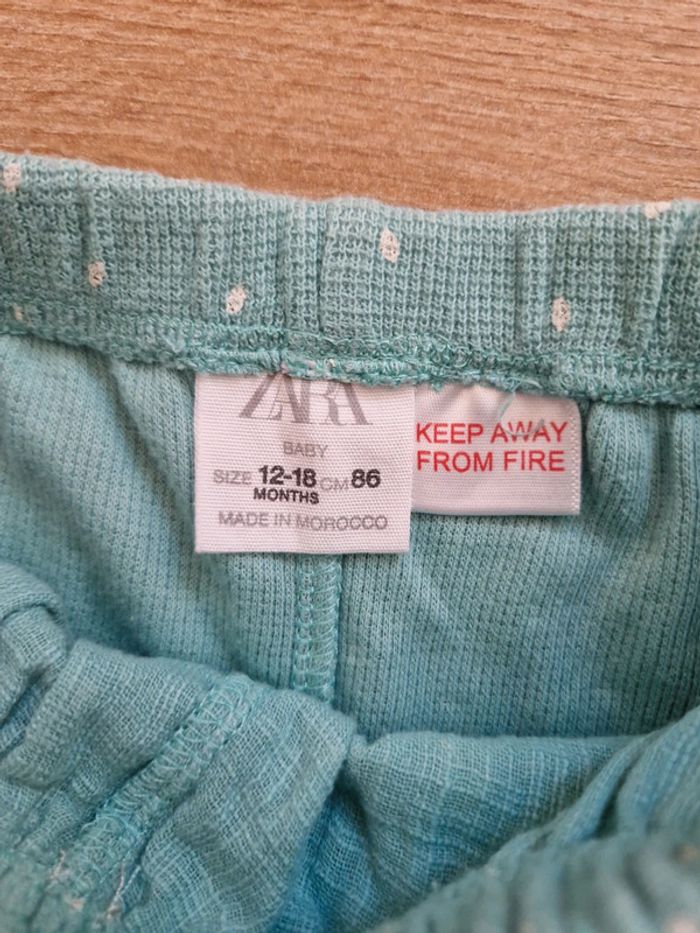 ZARA
BABY
SIZE 12-18 CM 86
MONTHS
MADE IN MOROCCO
KEEP AWAY
FROM FIRE